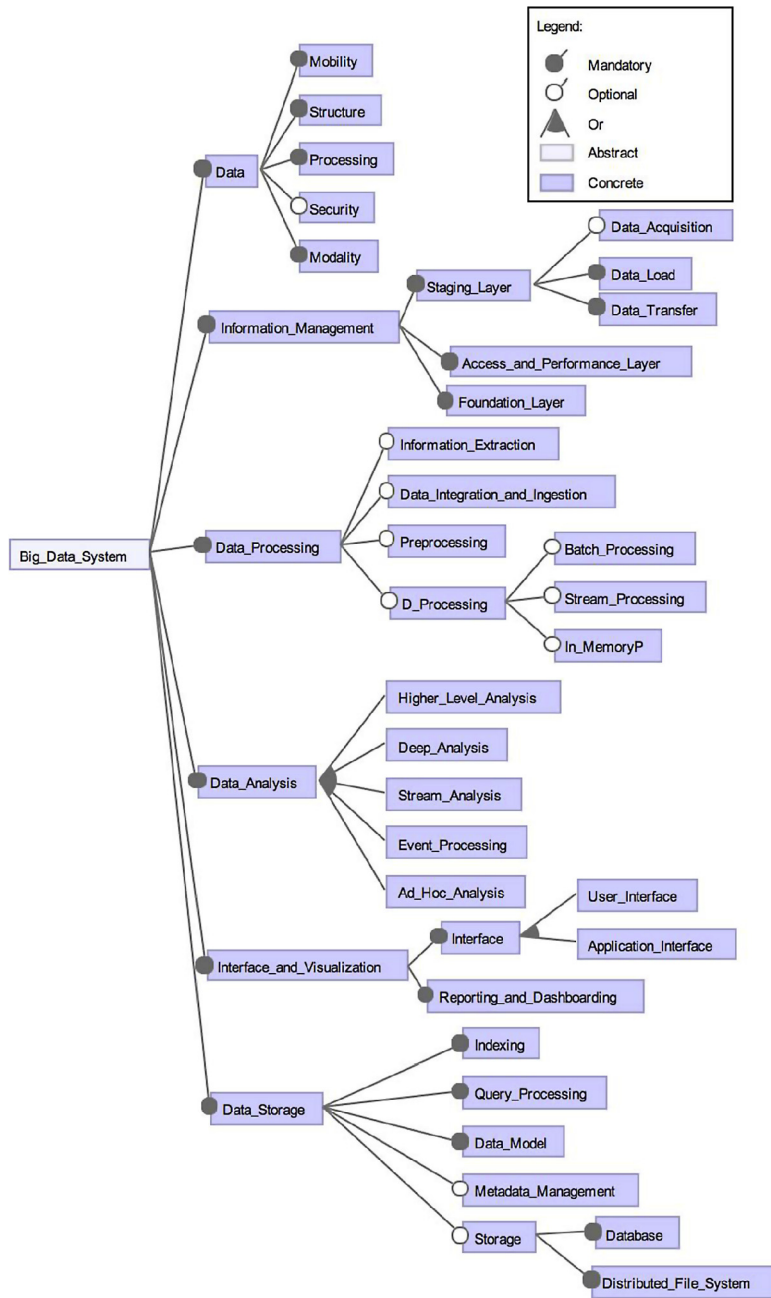 Legend:
Mandatory
Optional
Or
Abstract
Concrete
Mobility
Structure
Data
Processing
Security
Modality
Data_Acquisition
Staging_Layer
Data_Load
Data_Transfer
Information_Management
Access_and_Performance_Layer
Foundation_Layer
Information_Extraction
Data_Integration_and_Ingestion
Big_Data_System
Data_Processing
Preprocessing
Batch_Processing
D_Processing
Stream_Processing
In_MemoryP
Higher_Level_Analysis
Deep_Analysis
Data_Analysis
Stream_Analysis
Event_Processing
Ad_Hoc_Analysis
User_Interface
Interface
Application_Interface
Interface_and_Visualization
Reporting_and_Dashboarding
Indexing
Query_Processing
Data_Storage
Data_Model
Metadata_Management
Storage
Database
Distributed_File_System